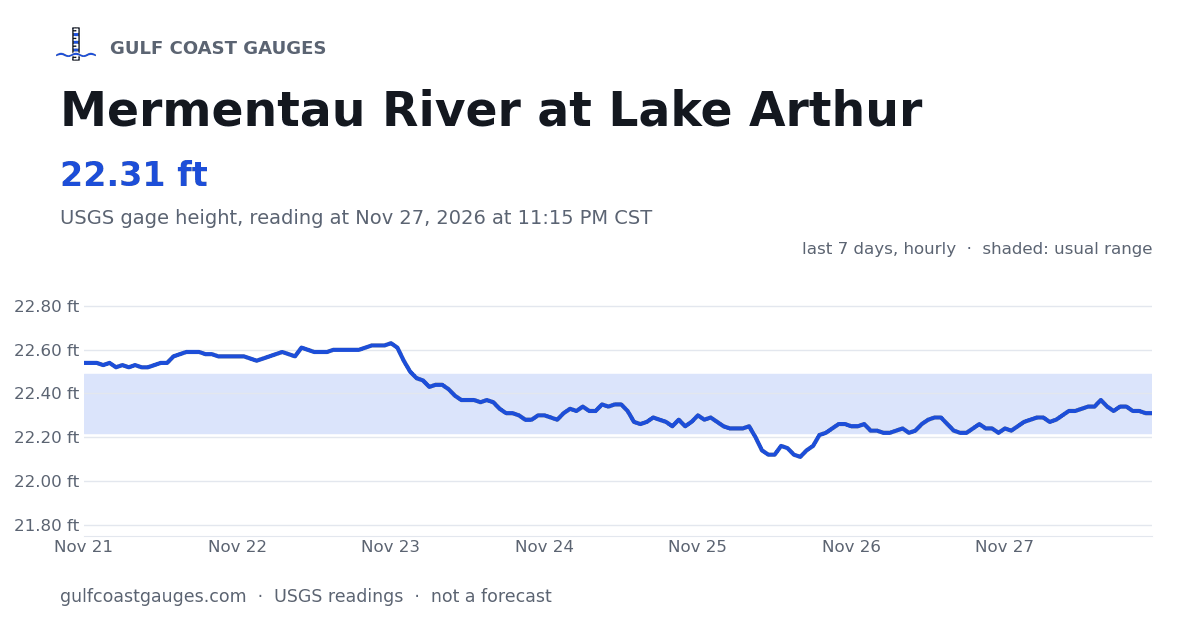 GULF COAST GAUGES
Mermentau River at Lake Arthur
22.31 ft
USGS gage height, reading at Nov 27, 2026 at 11:15 PM CST
last 7 days, hourly · shaded: usual range
22.80 ft
22.60 ft
22.40 ft
22.20 ft
22.00 ft
21.80 ft
Nov 21 Nov 22 Nov 23 Nov 24 Nov 25 Nov 26 Nov 27
gulfcoastgauges.com · USGS readings · not a forecast